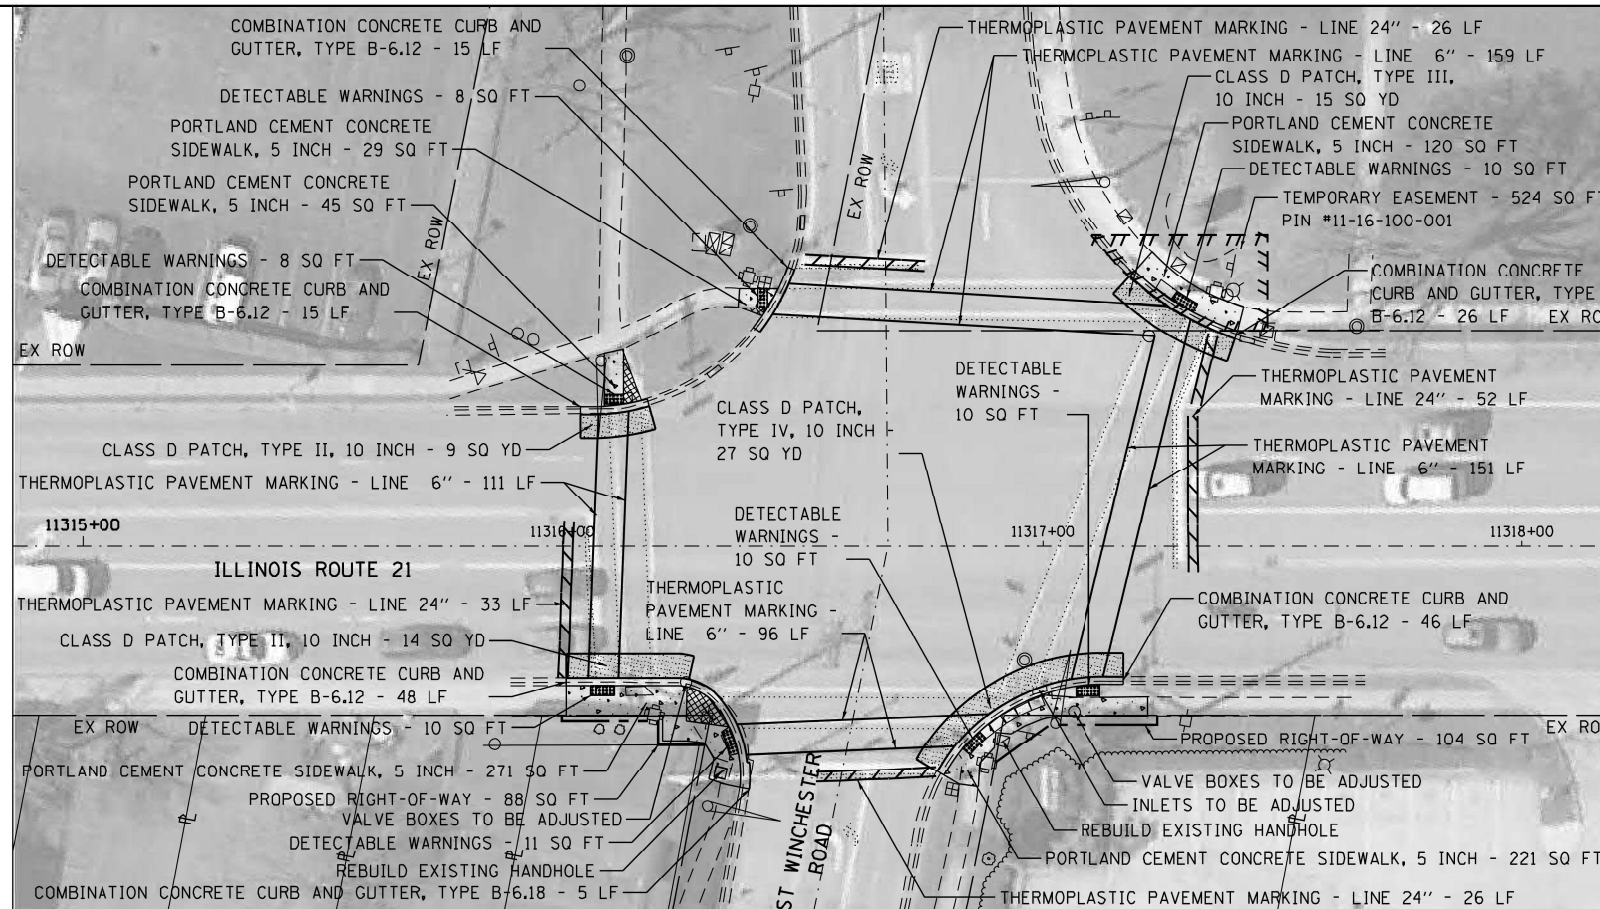 COMBINATION CONCRETE CURB AND
GUTTER, TYPE B-6.12 - 15 LF
DETECTABLE WARNINGS - 8 SQ FT
PORTLAND CEMENT CONCRETE
SIDEWALK, 5 INCH - 29 SQ FT
PORTLAND CEMENT CONCRETE
SIDEWALK, 5 INCH - 45 SQ FT
DETECTABLE WARNINGS - 8 SQ FT
COMBINATION CONCRETE CURB AND
GUTTER, TYPE B-6.12 - 15 LF
EX ROW
EX ROW
EX ROW
THERMOPLASTIC PAVEMENT MARKING - LINE 24" - 26 LF
THERMCPLASTIC PAVEMENT MARKING - LINE 6" - 159 LF
CLASS D PATCH, TYPE III,
10 INCH - 15 SQ YD
PORTLAND CEMENT CONCRETE
SIDEWALK, 5 INCH - 120 SQ FT
DETECTABLE WARNINGS - 10 SQ FT
TEMPORARY EASEMENT - 524 SQ FT
PIN #11-16-100-001
COMBINATION CONCRETE
CURB AND GUTTER, TYPE
B-6.12 - 26 LF
EX RO
DETECTABLE
WARNINGS -
10 SQ FT
THERMOPLASTIC PAVEMENT
MARKING - LINE 24" - 52 LF
CLASS D PATCH,
TYPE IV, 10 INCH -
27 SQ YD
THERMOPLASTIC PAVEMENT
MARKING - LINE 6" - 151 LF
CLASS D PATCH, TYPE II, 10 INCH - 9 SQ YD
THERMOPLASTIC PAVEMENT MARKING - LINE 6" - 111 LF
11315+00
11316+00
11317+00
11318+00
DETECTABLE
WARNINGS -
10 SQ FT
ILLINOIS ROUTE 21
THERMOPLASTIC PAVEMENT MARKING - LINE 24" - 33 LF
THERMOPLASTIC
PAVEMENT MARKING -
LINE 6" - 96 LF
COMBINATION CONCRETE CURB AND
GUTTER, TYPE B-6.12 - 46 LF
CLASS D PATCH, TYPE II, 10 INCH - 14 SQ YD
COMBINATION CONCRETE CURB AND
GUTTER, TYPE B-6.12 - 48 LF
EX ROW
DETECTABLE WARNINGS - 10 SQ FT
EX RO
PROPOSED RIGHT-OF-WAY - 104 SQ FT
PORTLAND CEMENT CONCRETE SIDEWALK, 5 INCH - 271 SQ FT
VALVE BOXES TO BE ADJUSTED
PROPOSED RIGHT-OF-WAY - 88 SQ FT
INLETS TO BE ADJUSTED
VALVE BOXES TO BE ADJUSTED
REBUILD EXISTING HANDHOLE
DETECTABLE WARNINGS - 11 SQ FT
PORTLAND CEMENT CONCRETE SIDEWALK, 5 INCH - 221 SQ FT
REBUILD EXISTING HANDHOLE
COMBINATION CONCRETE CURB AND GUTTER, TYPE B-6.18 - 5 LF
THERMOPLASTIC PAVEMENT MARKING - LINE 24" - 26 LF
ST WINCHESTER
ROAD